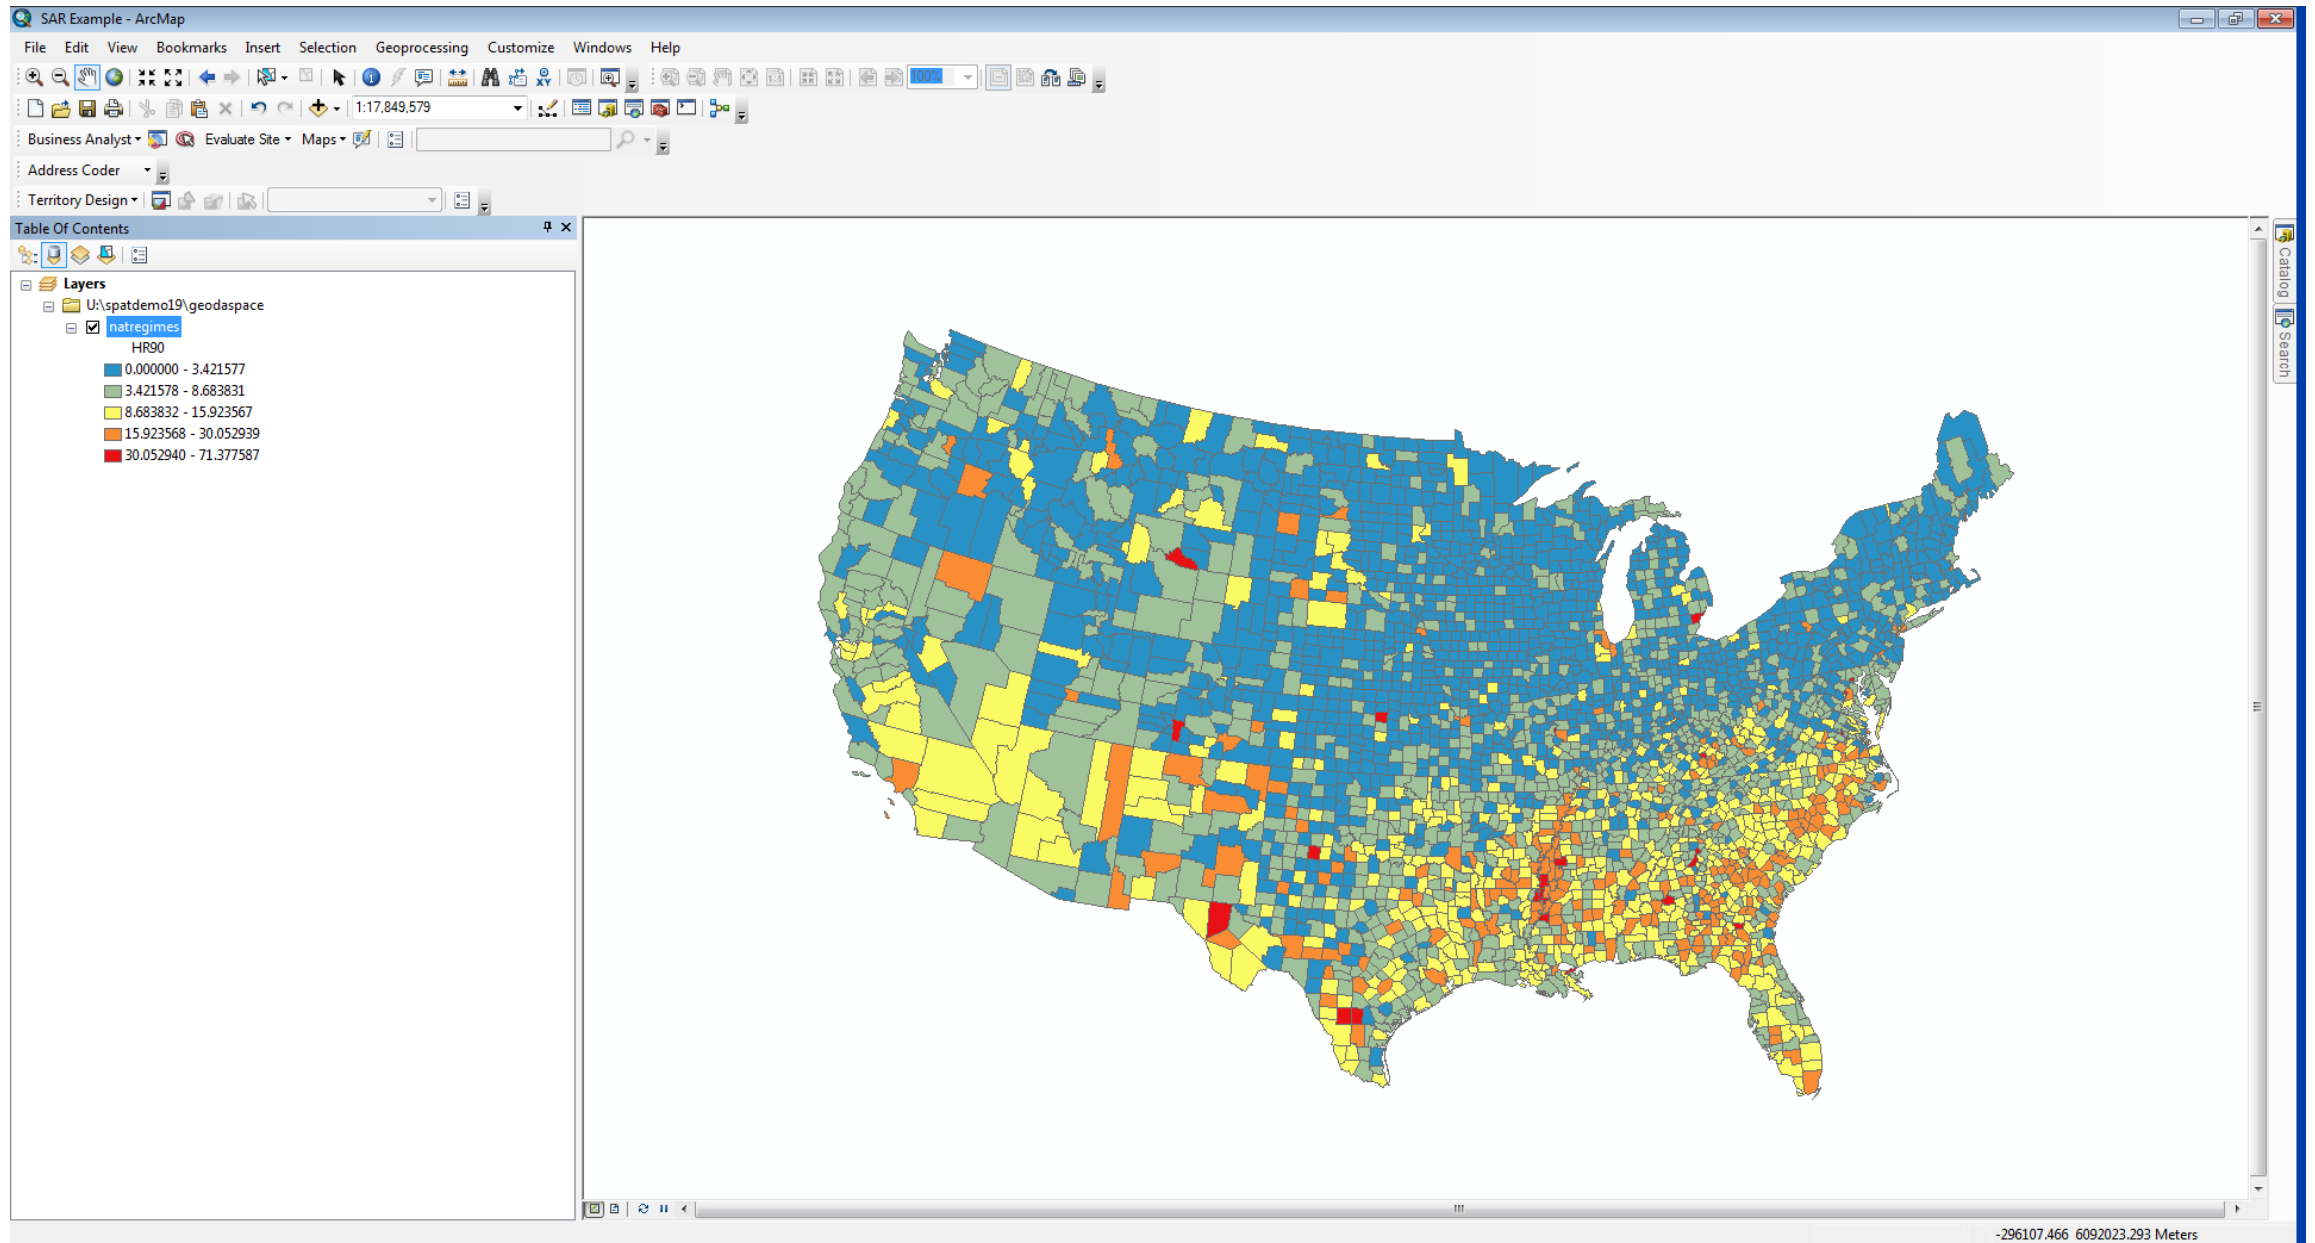 SAR Example - ArcMap
File Edit View Bookmarks Insert Selection Geoprocessing Customize Windows Help
100%
1:17,849,579
Business Analyst Evaluate Site Maps
Address Coder
Territory Design
Table Of Contents
Layers
U:\spatdemo19\geodaspace
natregimes
HR90
0.000000 - 3.421577
3.421578 - 8.683831
8.683832 - 15.923567
15.923568 - 30.052939
30.052940 - 71.377587
Catalog
Search
-296107.466 6092023.293 Meters